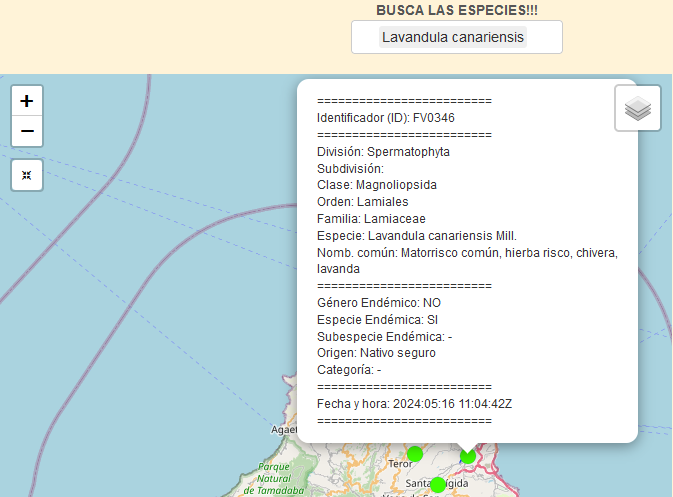 BUSCA LAS ESPECIES!!!
Lavandula canariensis
+
−
=========================
Identificador (ID): FV0346
=========================
División: Spermatophyta
Subdivisión:
Clase: Magnoliopsida
Orden: Lamiales
Familia: Lamiaceae
Especie: Lavandula canariensis Mill.
Nomb. común: Matorrisco común, hierba risco, chivera,
lavanda
=========================
Género Endémico: NO
Especie Endémica: SI
Subespecie Endémica: -
Origen: Nativo seguro
Categoría: -
=========================
Fecha y hora: 2024:05:16 11:04:42Z
=========================
Agaet
Teror
Parque
Natural
de Tamadaba
Santa
gida